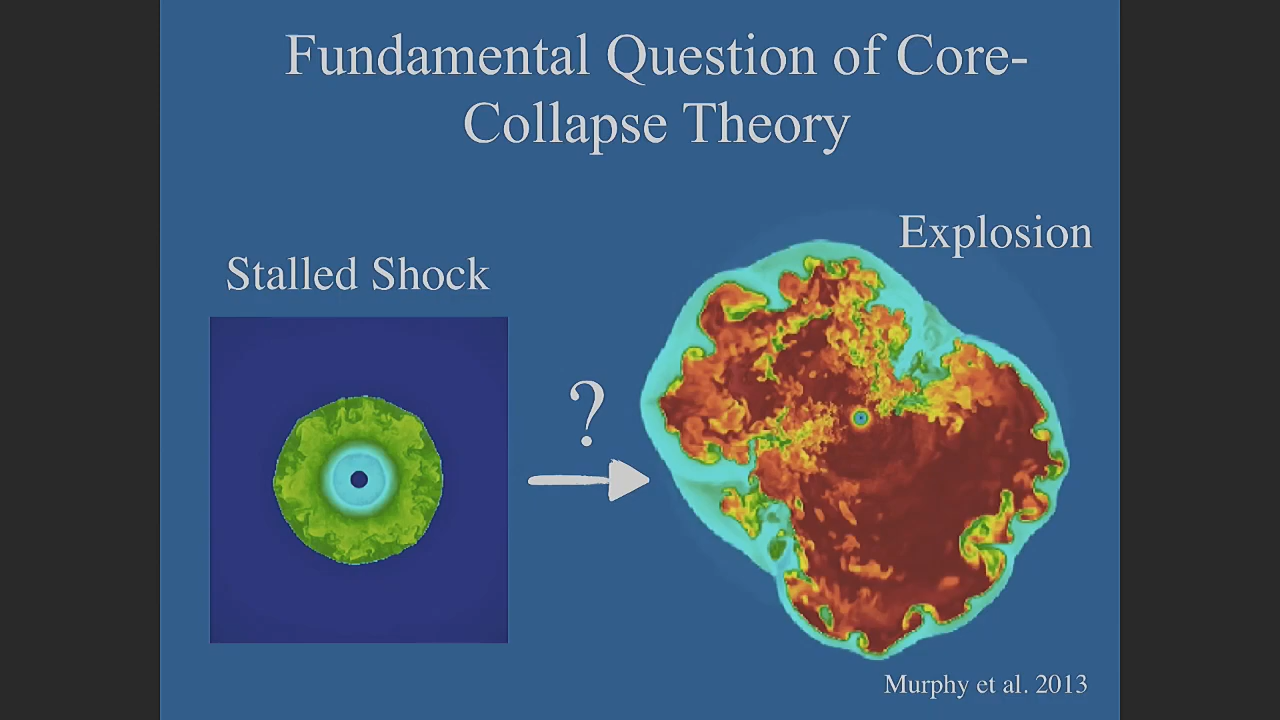 Fundamental Question of Core-
Collapse Theory
Explosion
Stalled Shock
?
Murphy et al. 2013